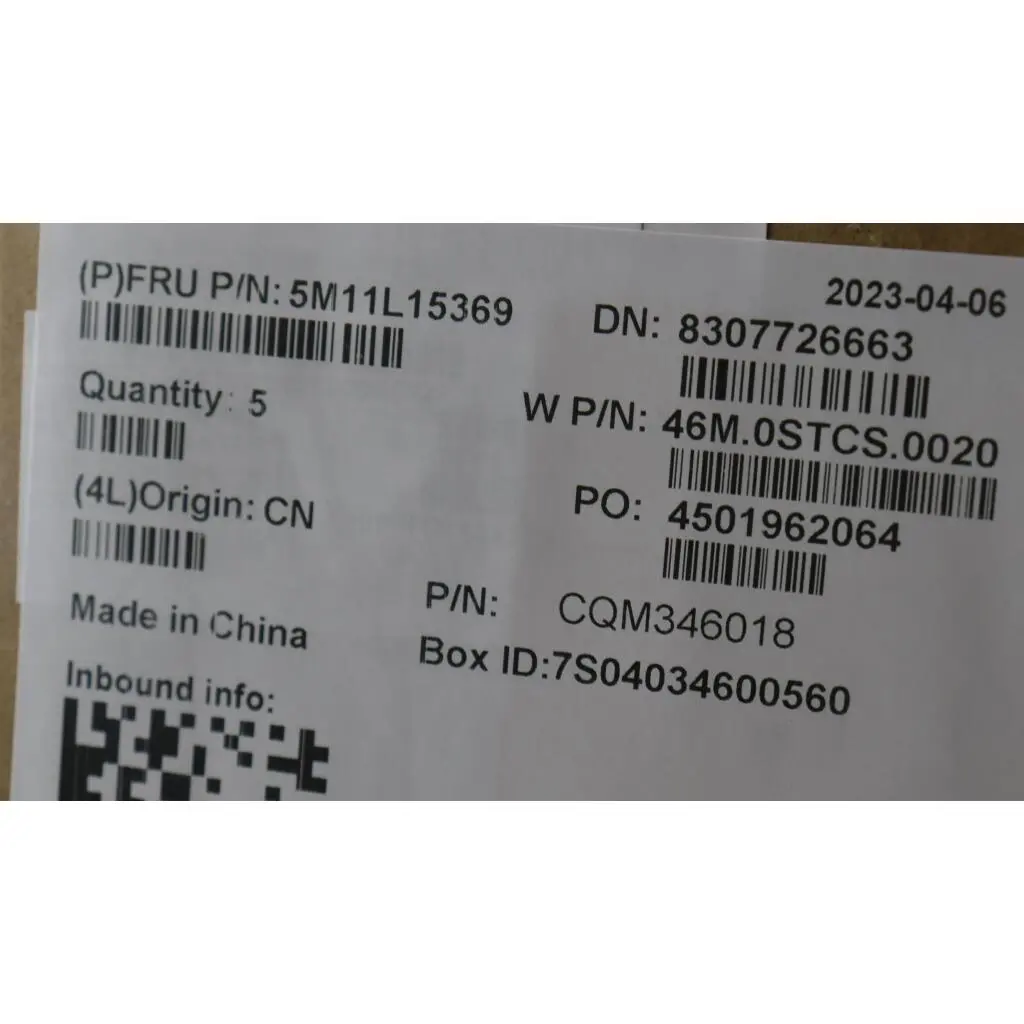 (P)FRU P/N: 5M11L15369
2023-04-06
DN: 8307726663
Quantity: 5
W P/N: 46M.0STCS.0020
(4L)Origin: CN
PO: 4501962064
Made in China
P/N: CQM346018
Box ID:7S04034600560
Inbound info: